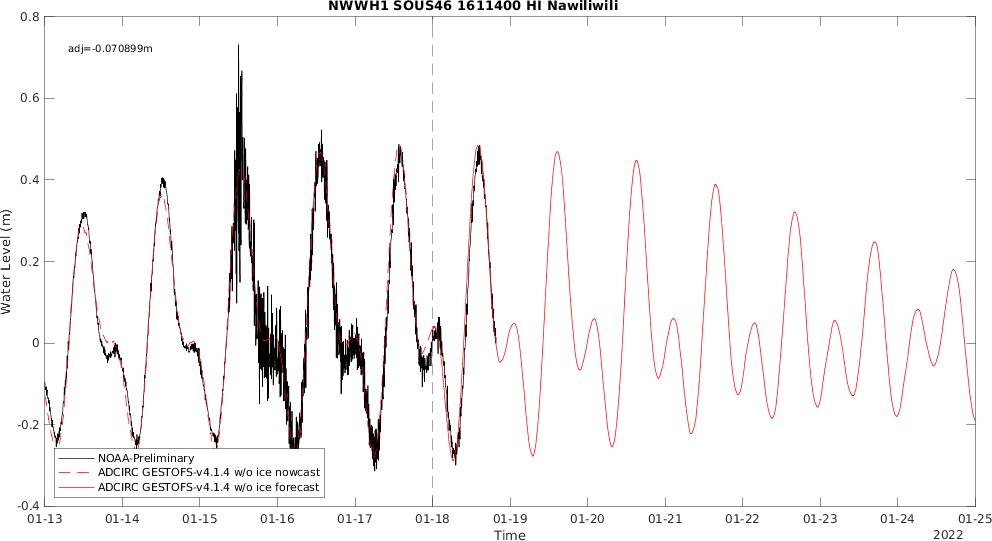 NWWH1 SOUS46 1611400 HI Nawiliwili
adj=-0.070899m
Water Level (m)
0.8
0.6
0.4
0.2
0
-0.2
-0.4
NOAA-Preliminary
ADCIRC GESTOFS-v4.1.4 w/o ice nowcast
ADCIRC GESTOFS-v4.1.4 w/o ice forecast
01-13 01-14 01-15 01-16 01-17 01-18 01-19 01-20 01-21 01-22 01-23 01-24 01-25
Time
2022